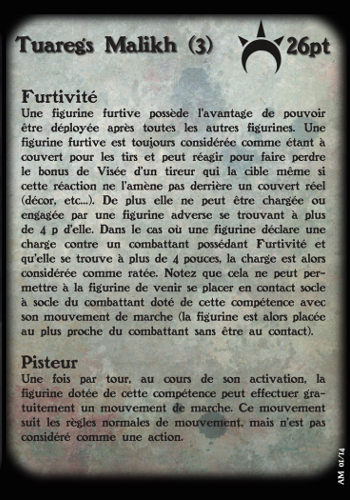 Tuaregs Malikh (3) 26pt
Furtivité
Une figurine furtive possède l'avantage de pouvoir
être déployée après toutes les autres figurines. Une
figurine furtive est toujours considérée comme étant à
couvert pour les tirs et peut réagir pour faire perdre
le bonus de Visée d'un tireur qui la cible même si
cette réaction ne l'amène pas derrière un couvert réel
(décor, etc...). De plus elle ne peut être chargée ou
engagée par une figurine adverse se trouvant à plus
de 4 p d'elle. Dans le cas où une figurine déclare une
charge contre un combattant possédant Furtivité et
qu'elle se trouve à plus de 4 pouces, la charge est alors
considérée comme ratée. Notez que cela ne peut per-
mettre à la figurine de venir se placer en contact socle
à socle du combattant doté de cette compétence avec
son mouvement de marche (la figurine est alors placée
au plus proche du combattant sans être au contact).
Pisteur
Une fois par tour, au cours de son activation, la
figurine dotée de cette compétence peut effectuer gra-
tuitement un mouvement de marche. Ce mouvement
suit les règles normales de mouvement, mais n'est pas
considéré comme une action.
AM 01/14